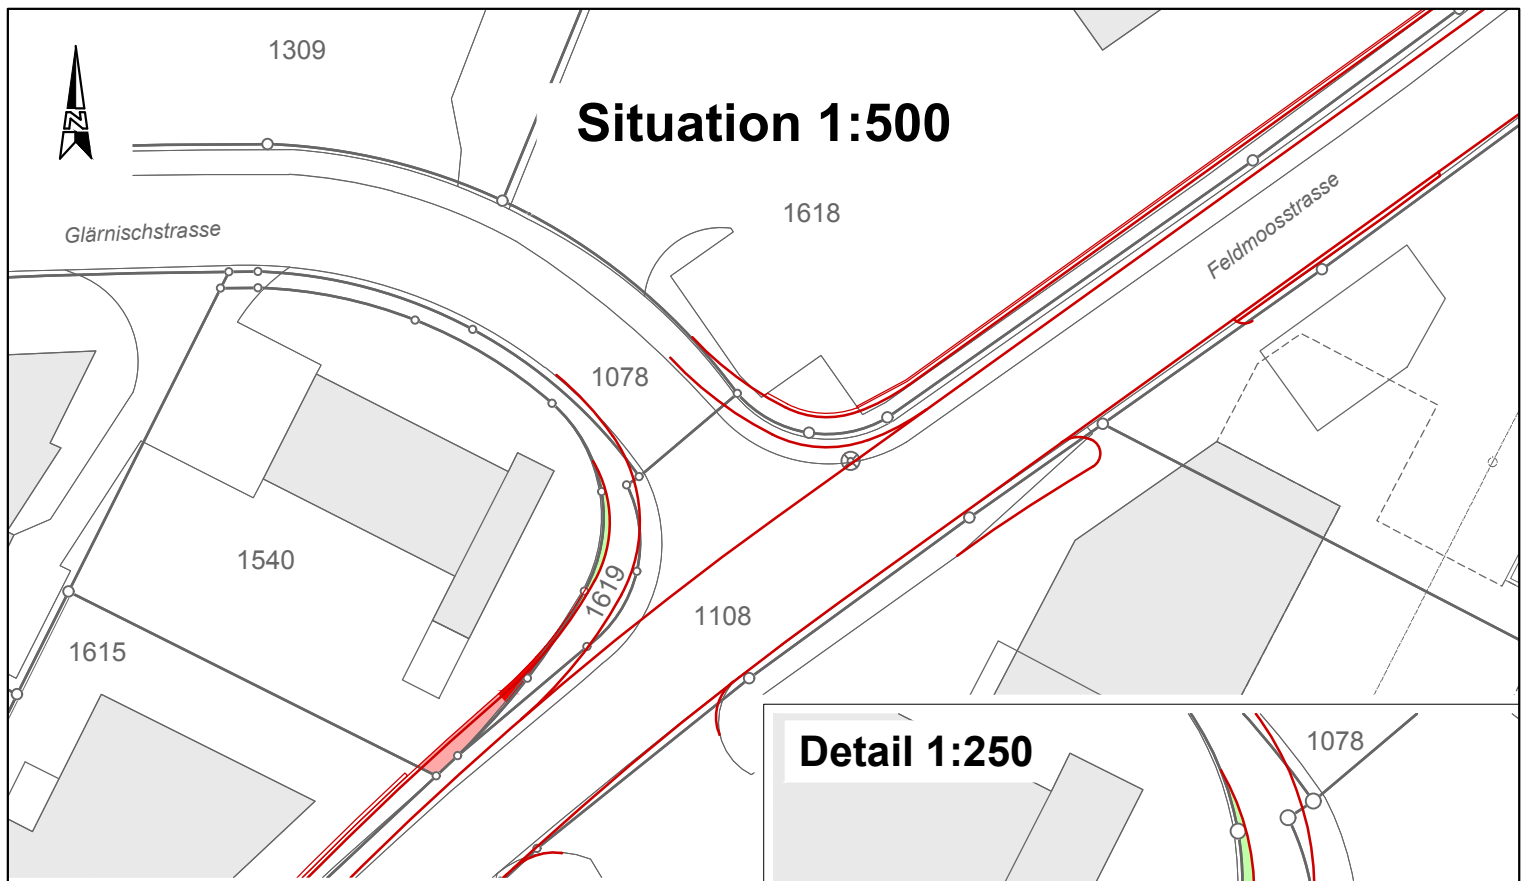 1309
N
Situation 1:500
1618
Glärnischstrasse
Feldmoosstrasse
1078
1540
1619
1108
1615
Detail 1:250
1078